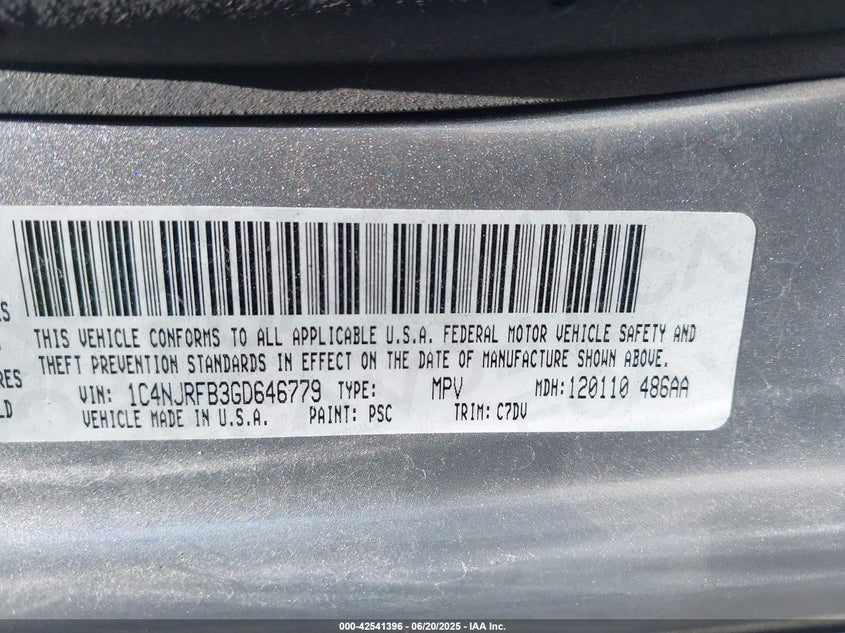 THIS VEHICLE CONFORMS TO ALL APPLICABLE U.S.A. FEDERAL MOTOR VEHICLE SAFETY AND
THEFT PREVENTION STANDARDS IN EFFECT ON THE DATE OF MANUFACTURE SHOWN ABOVE.
VIN: 1C4NJRFB3GD646779 TYPE: MPV MDH:120110 486AA
VEHICLE MADE IN U.S.A. PAINT: PSC TRIM: C7DV
000-42541396 - 06/20/2025 - IAA Inc.